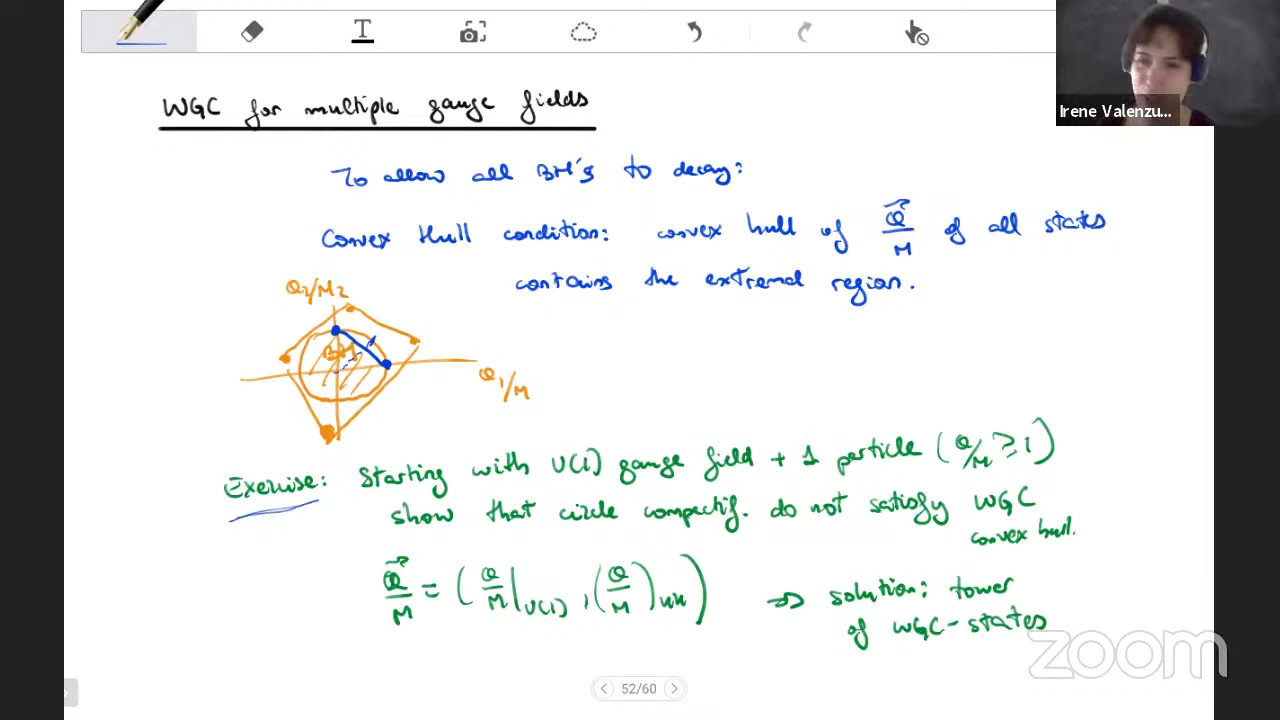 Irene Valenzu...
WGC for multiple gauge fields
To allow all BH's to decay:
Convex Hull condition: convex hull of Q⃗/M of all states
contains the extremal region.
Q₂/M₂
BH
Q₁/M
Exercise: Starting with U(1) gauge field + 1 particle (Q/M ≥ 1)
show that circle compactif. do not satisfy WGC
convex hull.
Q⃗/M = (Q/M|U(1), (Q/M)KK) ⇒ solution: tower
of WGC-states
zoom
52/60